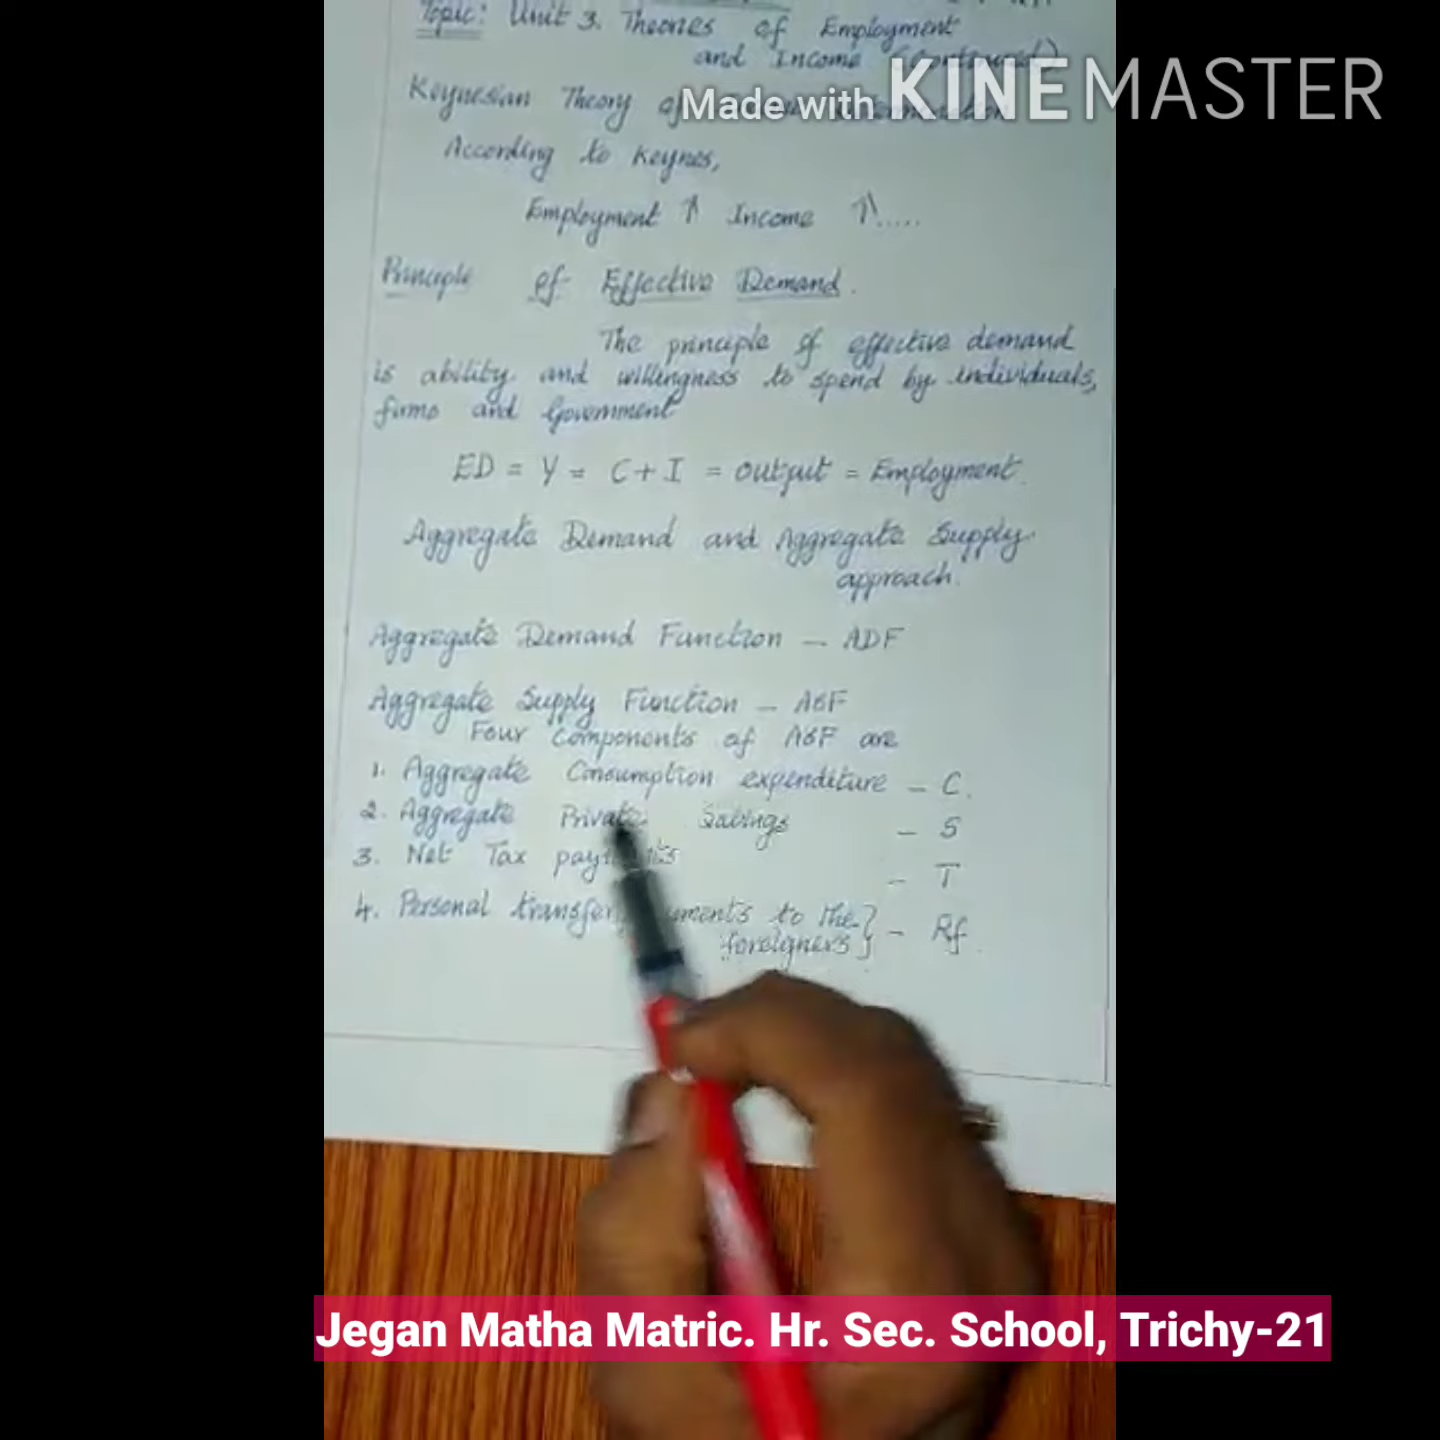 Topic: Unit 3. Theories of Employment
and Income (continued)
Made with KINEMASTER
Keynesian Theory of
According to Keynes,
Employment ↑ Income ↑.....
Principle of Effective Demand.
The principle of effective demand
is ability and willingness to spend by individuals,
firms and Government
ED = Y = C + I = output = Employment.
Aggregate Demand and Aggregate Supply
approach.
Aggregate Demand Function - ADF
Aggregate Supply Function - ASF
Four Components of ASF are
1. Aggregate Consumption expenditure - C.
2. Aggregate Private Savings - S
3. Net Tax payments - T
4. Personal transfer payments to the
foreigners } - Rf.
Jegan Matha Matric. Hr. Sec. School, Trichy-21